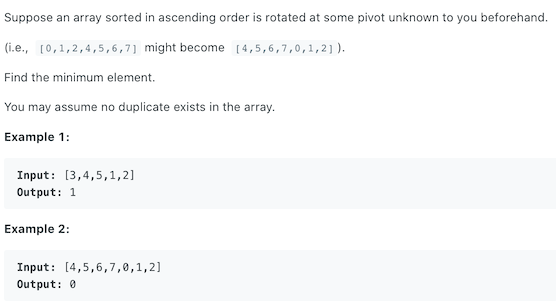 Suppose an array sorted in ascending order is rotated at some pivot unknown to you beforehand.
(i.e., [0,1,2,4,5,6,7] might become [4,5,6,7,0,1,2]).
Find the minimum element.
You may assume no duplicate exists in the array.
Example 1:
Input: [3,4,5,1,2]
Output: 1
Example 2:
Input: [4,5,6,7,0,1,2]
Output: 0